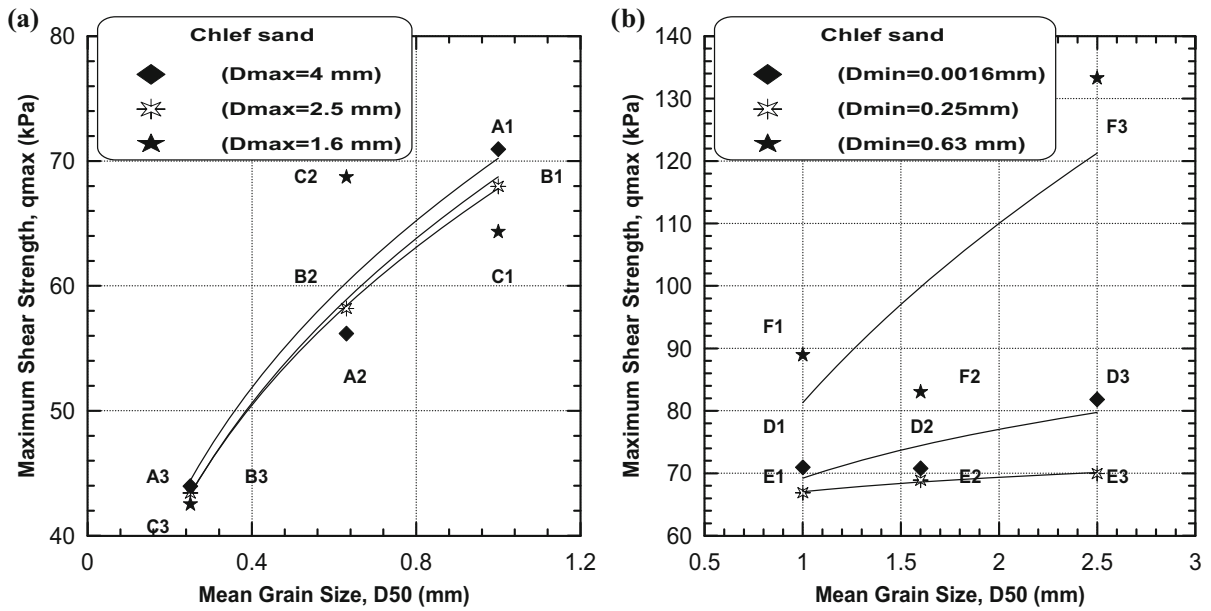 (a)
Chlef sand
(Dmax=4 mm)
(Dmax=2.5 mm)
(Dmax=1.6 mm)
Maximum Shear Strength, qmax (kPa)
80
70
60
50
40
A1
B1
C2
C1
B2
A2
A3
B3
C3
0
0.4
0.8
1.2
Mean Grain Size, D50 (mm)
(b)
Chlef sand
(Dmin=0.0016mm)
(Dmin=0.25mm)
(Dmin=0.63 mm)
Maximum Shear Strength, qmax (kPa)
140
130
120
110
100
90
80
70
60
F3
F1
F2
D3
D1
D2
E1
E2
E3
0.5
1
1.5
2
2.5
3
Mean Grain Size, D50 (mm)